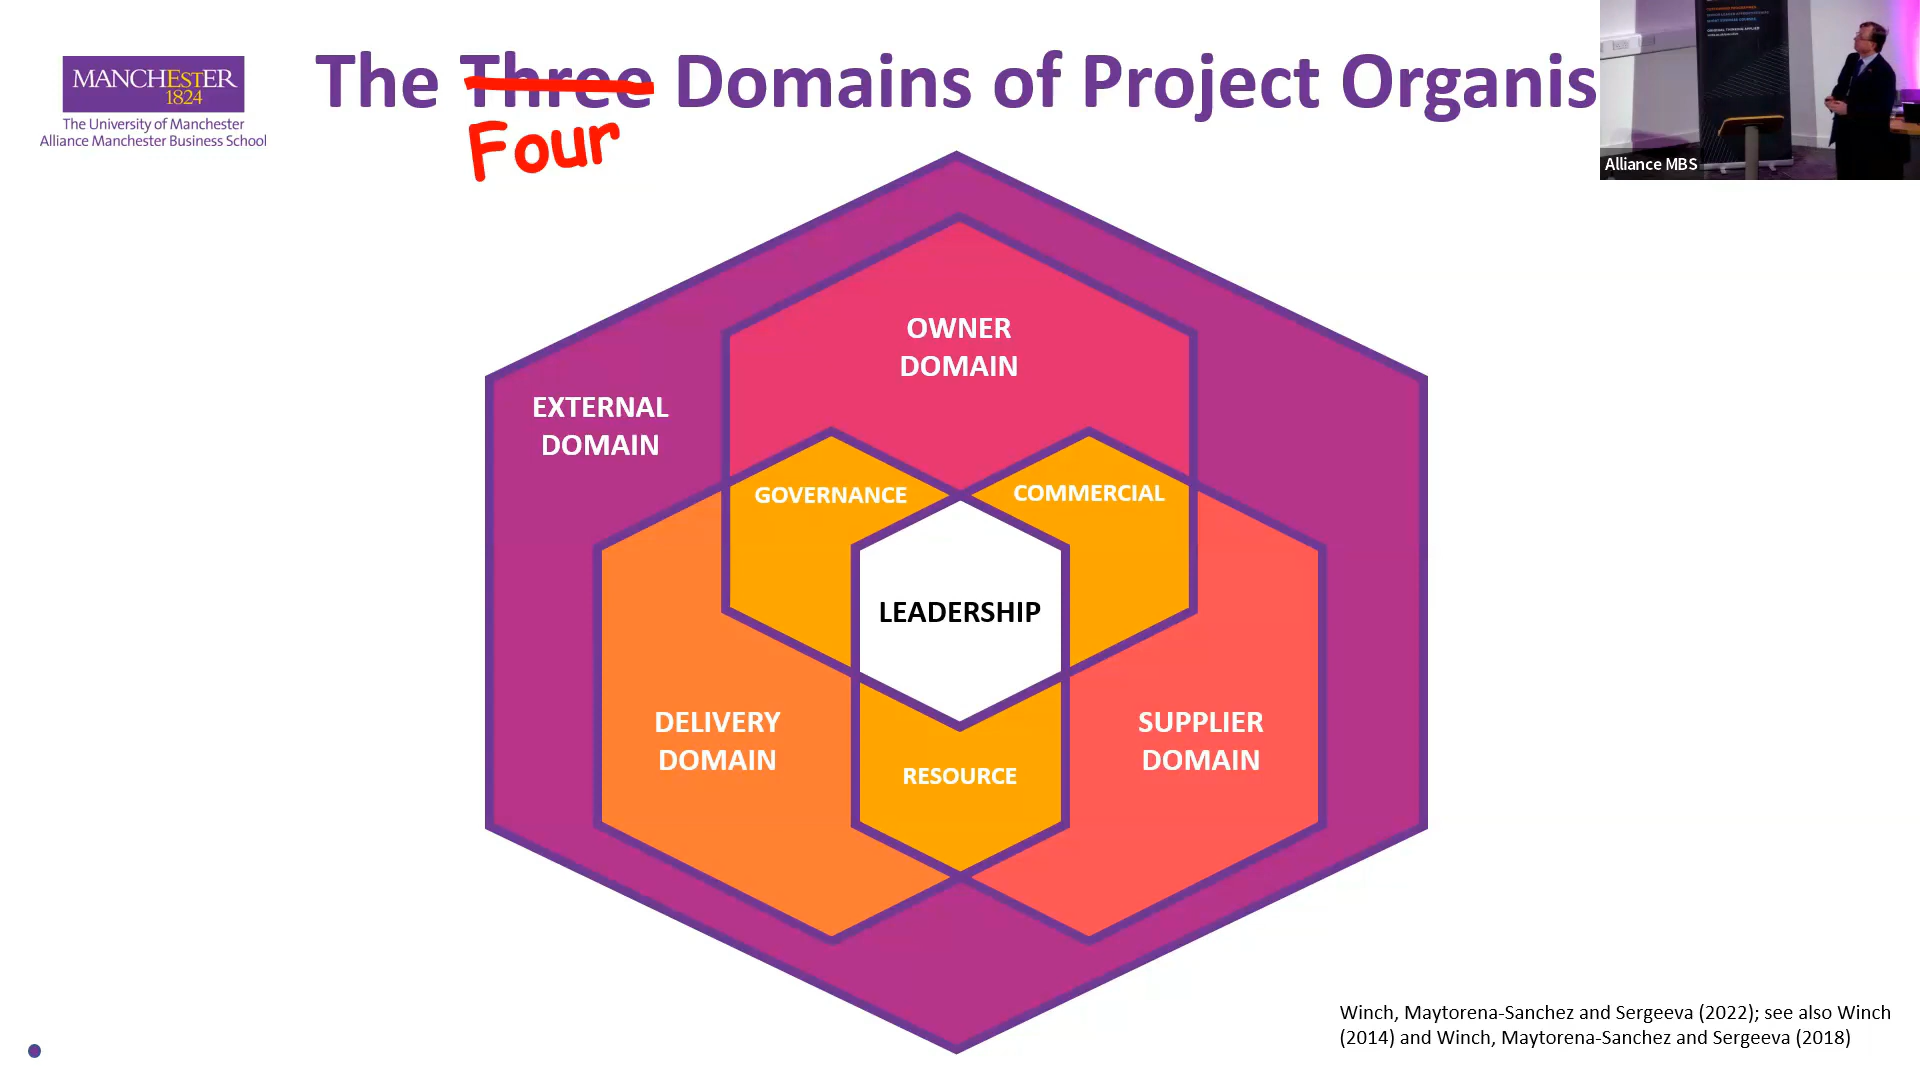 MANCHESTER
1824
The University of Manchester
Alliance Manchester Business School
The Three Domains of Project Organis
Four
Alliance MBS
OWNER
DOMAIN
EXTERNAL
DOMAIN
GOVERNANCE
COMMERCIAL
LEADERSHIP
DELIVERY
DOMAIN
SUPPLIER
DOMAIN
RESOURCE
Winch, Maytorena-Sanchez and Sergeeva (2022); see also Winch
(2014) and Winch, Maytorena-Sanchez and Sergeeva (2018)